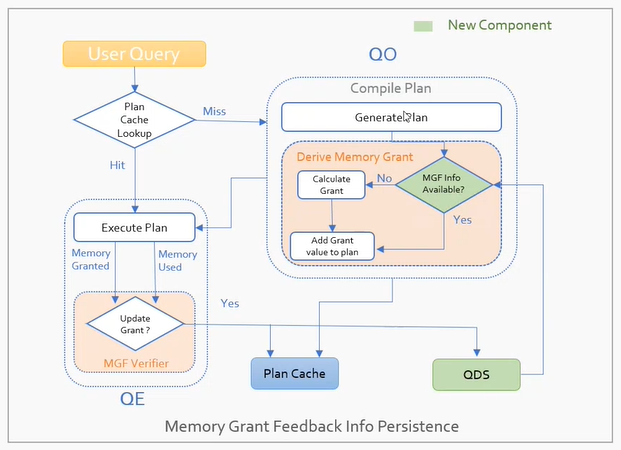 New Component
User Query
QO
Compile Plan
Plan
Cache
Lookup
Miss
Generate Plan
Hit
Derive Memory Grant
Calculate
Grant
No
MGF Info
Available?
Yes
Add Grant
value to plan
Execute Plan
Memory
Granted
Memory
Used
Update
Grant ?
Yes
MGF Verifier
Plan Cache
QDS
QE
Memory Grant Feedback Info Persistence